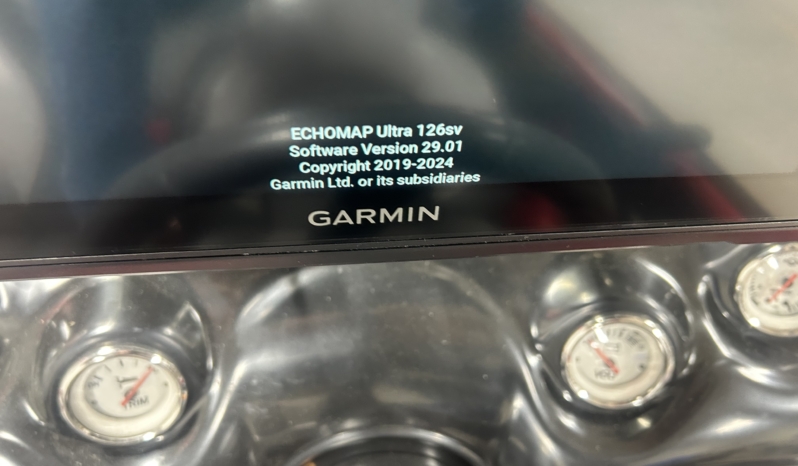 ECHOMAP Ultra 126sv
Software Version 29.01
Copyright 2019-2024
Garmin Ltd. or its subsidiaries
GARMIN
TRIM